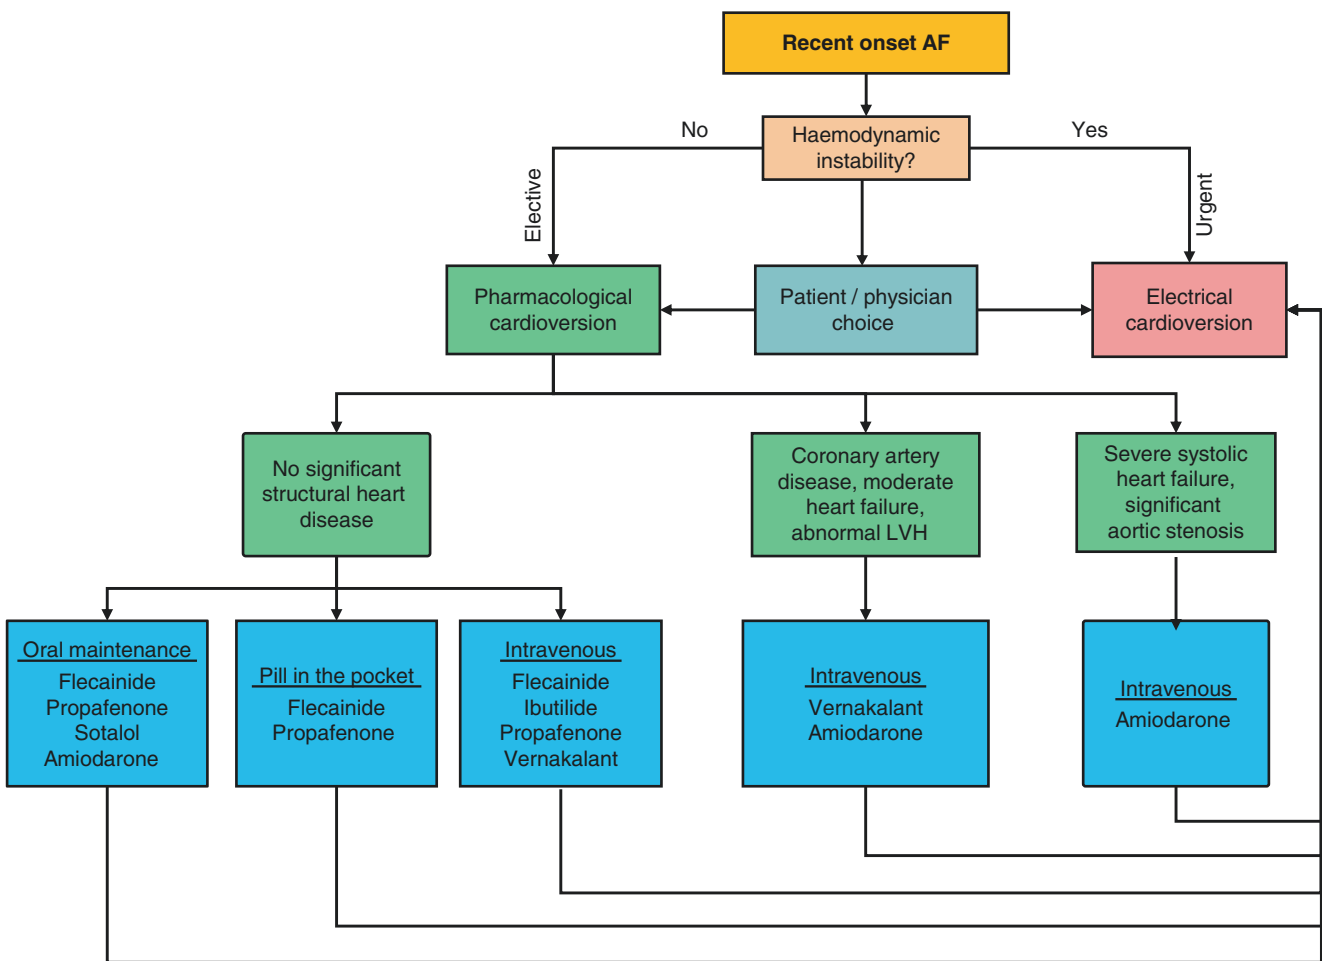 Recent onset AF
No
Haemodynamic
instability?
Yes
Elective
Urgent
Pharmacological
cardioversion
Patient / physician
choice
Electrical
cardioversion
No significant
structural heart
disease
Coronary artery
disease, moderate
heart failure,
abnormal LVH
Severe systolic
heart failure,
significant
aortic stenosis
Oral maintenance
Flecainide
Propafenone
Sotalol
Amiodarone
Pill in the pocket
Flecainide
Propafenone
Intravenous
Flecainide
Ibutilide
Propafenone
Vernakalant
Intravenous
Vernakalant
Amiodarone
Intravenous
Amiodarone